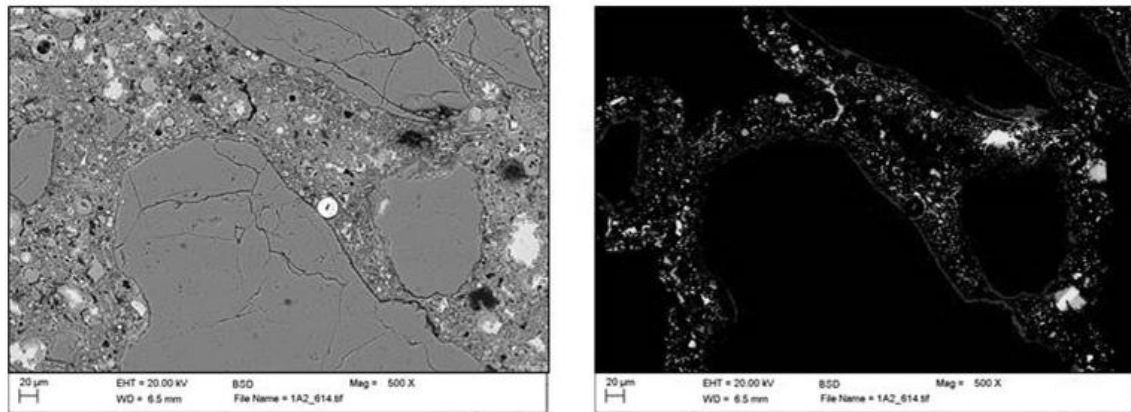 20 µm EHT = 20.00 kV BSD Mag = 500 X
WD = 6.5 mm File Name = 1A2_614.tif
20 µm EHT = 20.00 kV BSD Mag = 500 X
WD = 6.5 mm File Name = 1A2_614.tif